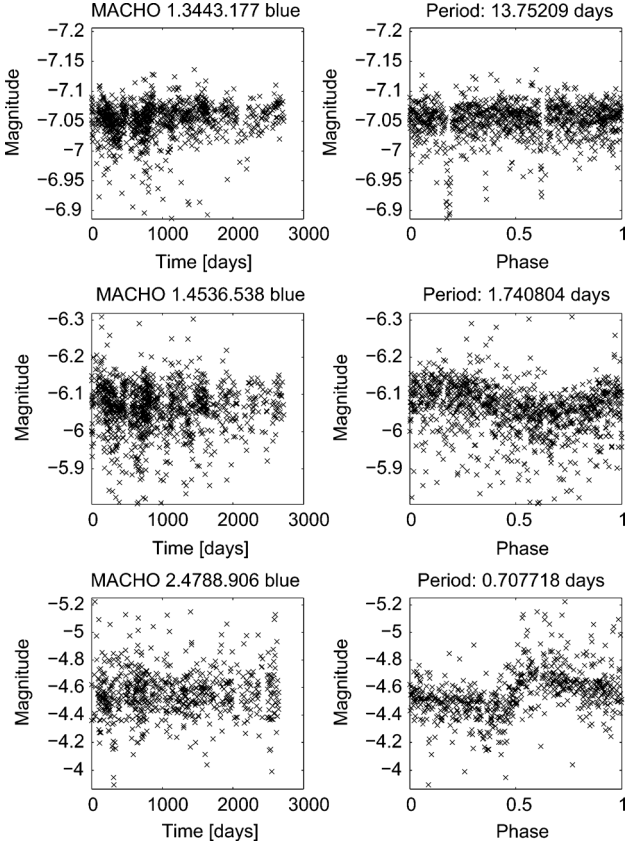 MACHO 1.3443.177 blue
Period: 13.75209 days
Magnitude
−7.2
−7.15
−7.1
−7.05
−7
−6.95
−6.9
0 1000 2000 3000
Time [days]
Magnitude
−7.2
−7.15
−7.1
−7.05
−7
−6.95
−6.9
0 0.5 1
Phase
MACHO 1.4536.538 blue
Period: 1.740804 days
Magnitude
−6.3
−6.2
−6.1
−6
−5.9
0 1000 2000 3000
Time [days]
Magnitude
−6.3
−6.2
−6.1
−6
−5.9
0 0.5 1
Phase
MACHO 2.4788.906 blue
Period: 0.707718 days
Magnitude
−5.2
−5
−4.8
−4.6
−4.4
−4.2
−4
0 1000 2000 3000
Time [days]
Magnitude
−5.2
−5
−4.8
−4.6
−4.4
−4.2
−4
0 0.5 1
Phase